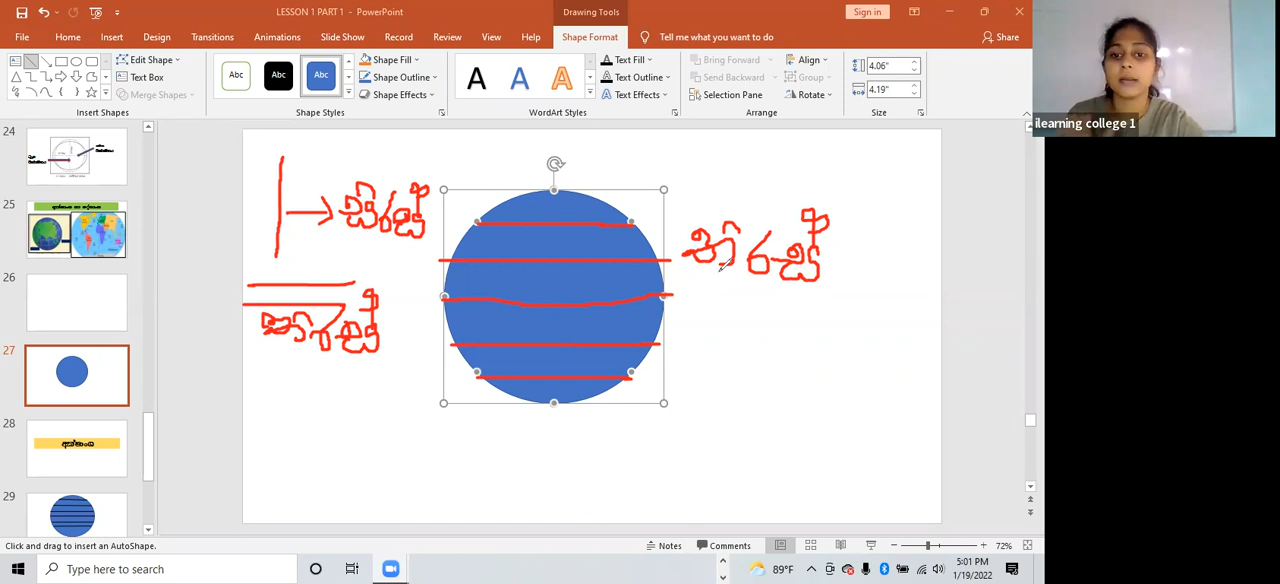 LESSON 1 PART 1 - PowerPoint
Drawing Tools
Sign in
File Home Insert Design Transitions Animations Slide Show Record Review View Help Shape Format Tell me what you want to do Share
Edit Shape
Text Box
Merge Shapes
Insert Shapes
Abc Abc Abc
Shape Fill
Shape Outline
Shape Effects
Shape Styles
A A A
Text Fill
Text Outline
Text Effects
WordArt Styles
Bring Forward
Send Backward
Selection Pane
Align
Group
Rotate
Arrange
4.06"
4.19"
Size
ilearning college 1
24
25
26
27
28
29
සිරස්
තිරස්
තිරස්
Click and drag to insert an AutoShape.
Notes Comments 72%
Type here to search
89°F
5:01 PM
1/19/2022